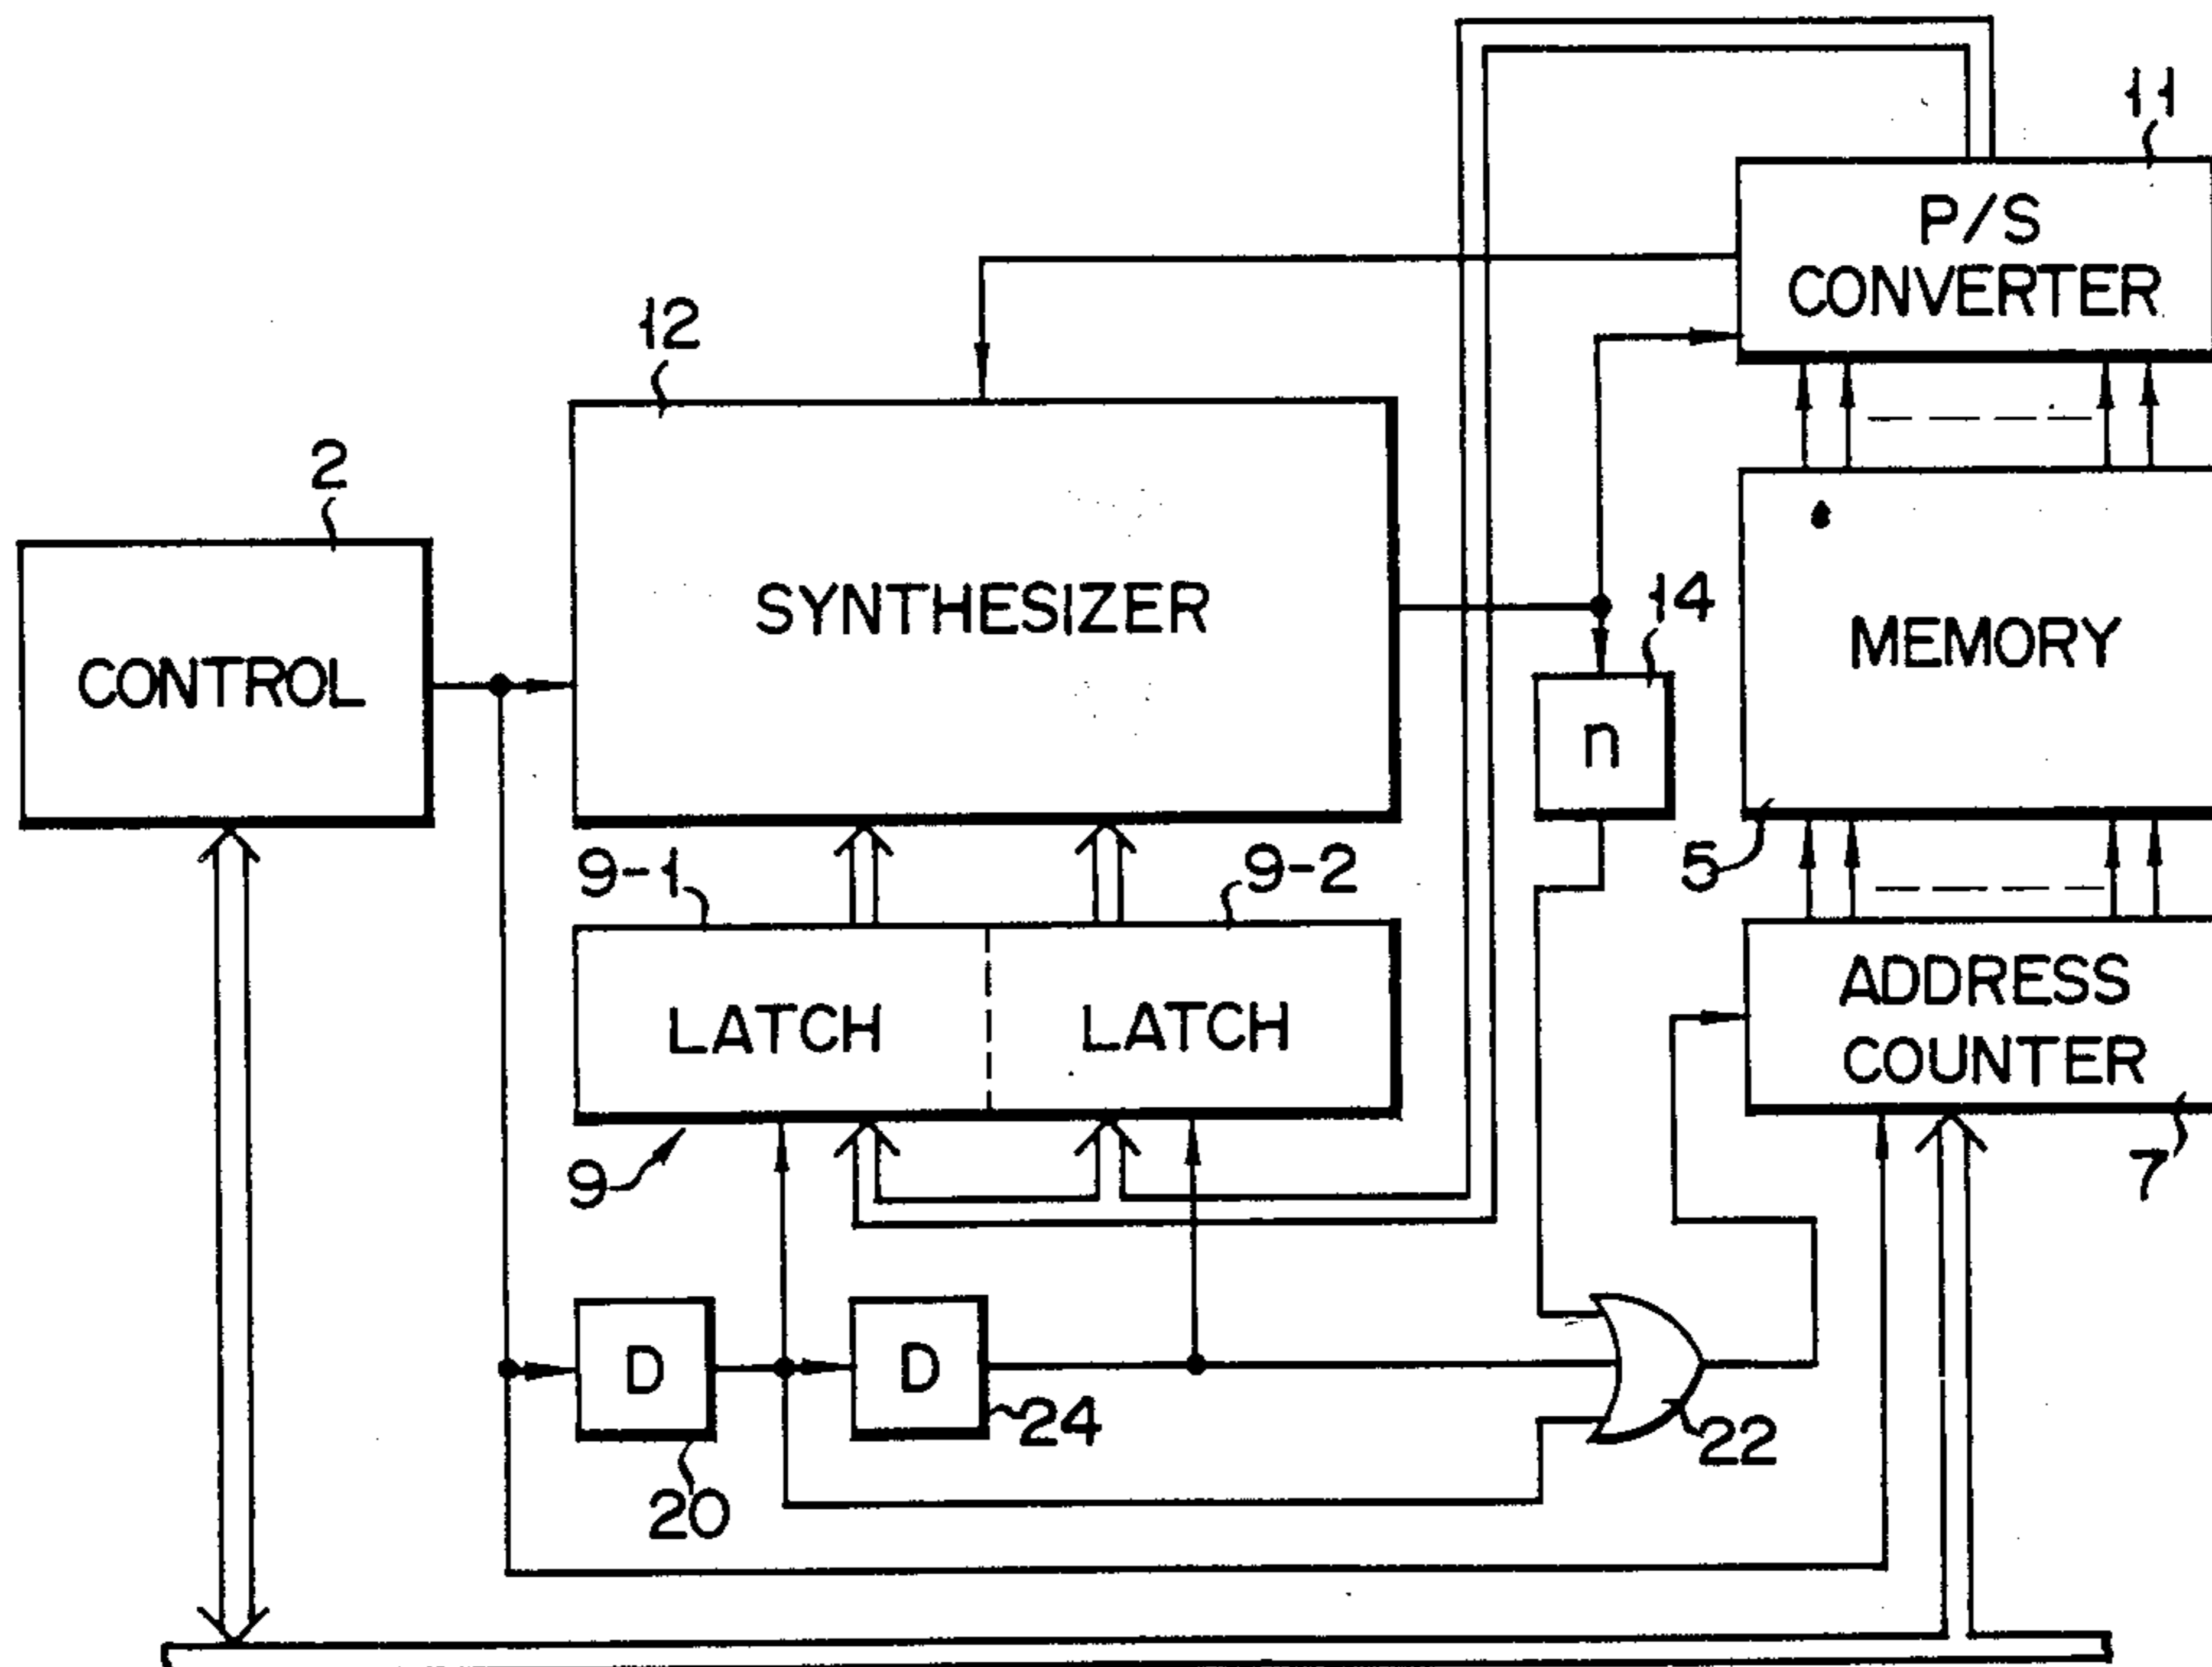 11
P/S
CONVERTER
12
2
SYNTHESIZER
14
MEMORY
CONTROL
n
5
9-1
9-2
ADDRESS
COUNTER
LATCH
LATCH
9
7
D
D
24
22
20